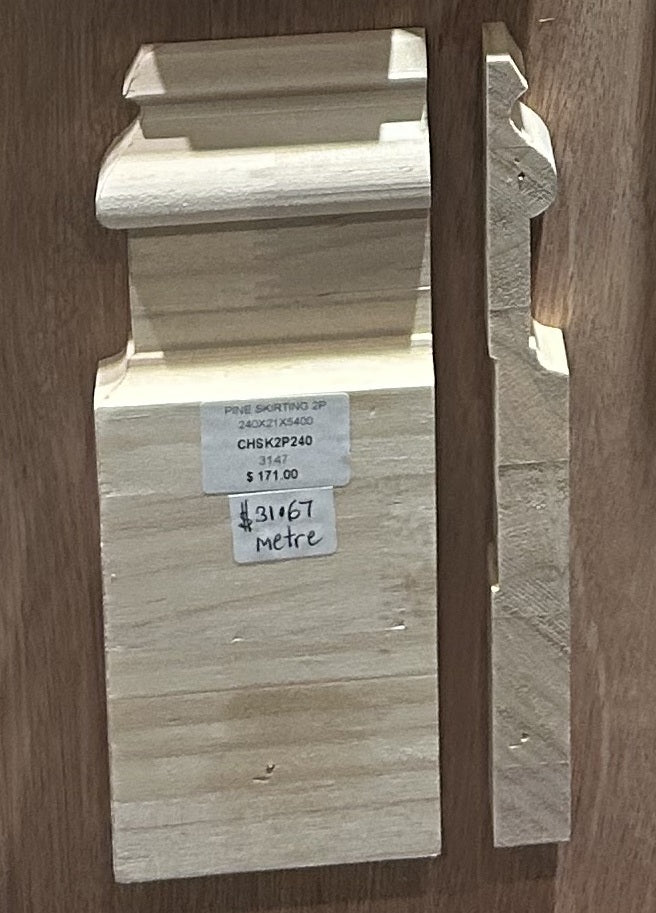 PINE SKIRTING 2P
240X21X5400
CHSK2P240
3147
$ 171.00
$31.67
Metre